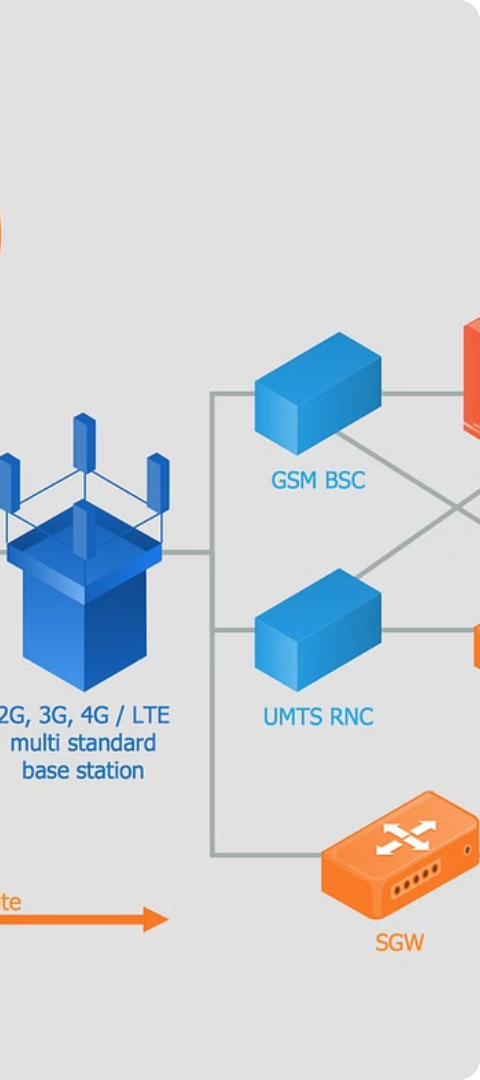 GSM BSC
2G, 3G, 4G / LTE
multi standard
base station
UMTS RNC
SGW